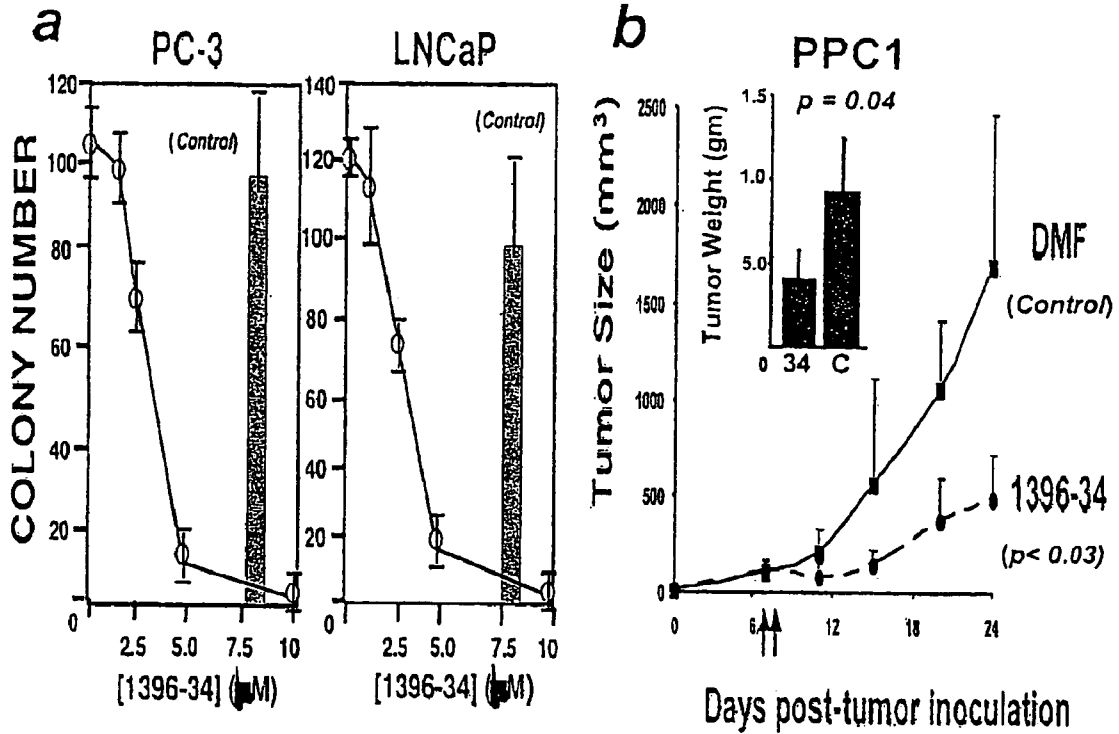 a
PC-3
LNCaP
COLONY NUMBER
120
100
80
60
40
20
0
(Control)
2.5 5.0 7.5 10
[1396-34] (µM)
140
120
100
80
60
40
20
0
(Control)
2.5 5.0 7.5 10
[1396-34] (µM)
b
PPC1
Tumor Size (mm³)
2500
2000
1500
1000
500
0
Tumor Weight (gm)
1.5
1.0
5.0
0
p = 0.04
34 C
DMF
(Control)
1396-34
(p< 0.03)
0 6 12 18 24
Days post-tumor inoculation